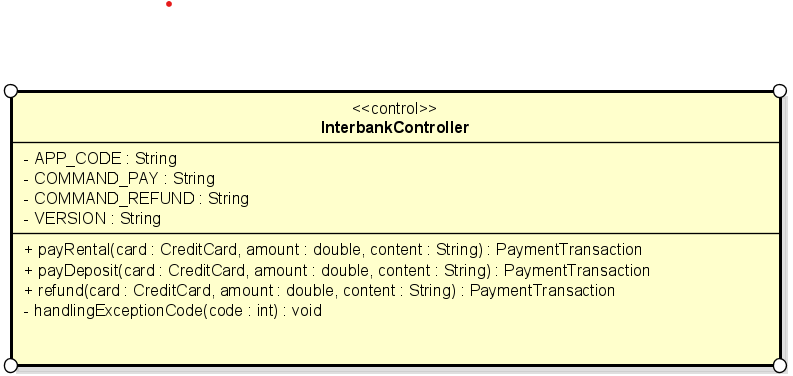 <<control>>
InterbankController
- APP_CODE : String
- COMMAND_PAY : String
- COMMAND_REFUND : String
- VERSION : String
+ payRental(card : CreditCard, amount : double, content : String) : PaymentTransaction
+ payDeposit(card : CreditCard, amount : double, content : String) : PaymentTransaction
+ refund(card : CreditCard, amount : double, content : String) : PaymentTransaction
- handlingExceptionCode(code : int) : void